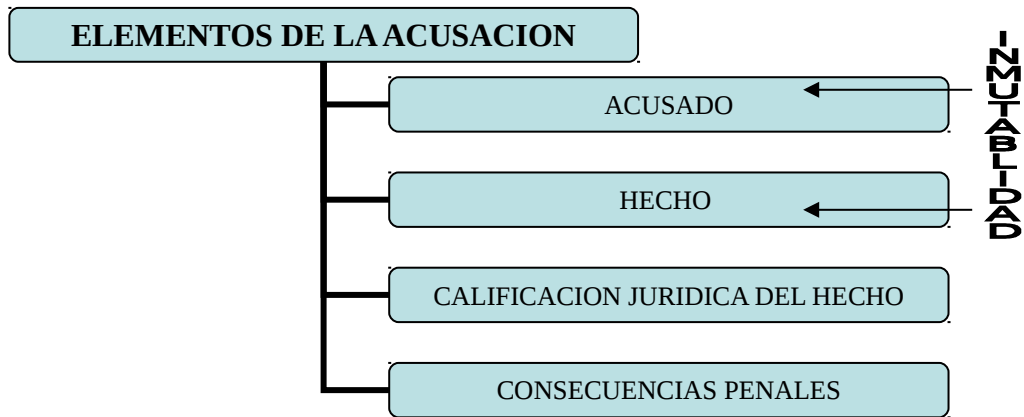 ELEMENTOS DE LA ACUSACION
ACUSADO
HECHO
CALIFICACION JURIDICA DEL HECHO
CONSECUENCIAS PENALES
INMUTABLIDAD